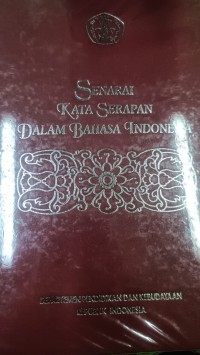 SENARAI
KATA SERAPAN
DALAM BAHASA INDONESIA
DEPARTEMEN PENDIDIKAN DAN KEBUDAYAAN
REPUBLIK INDONESIA